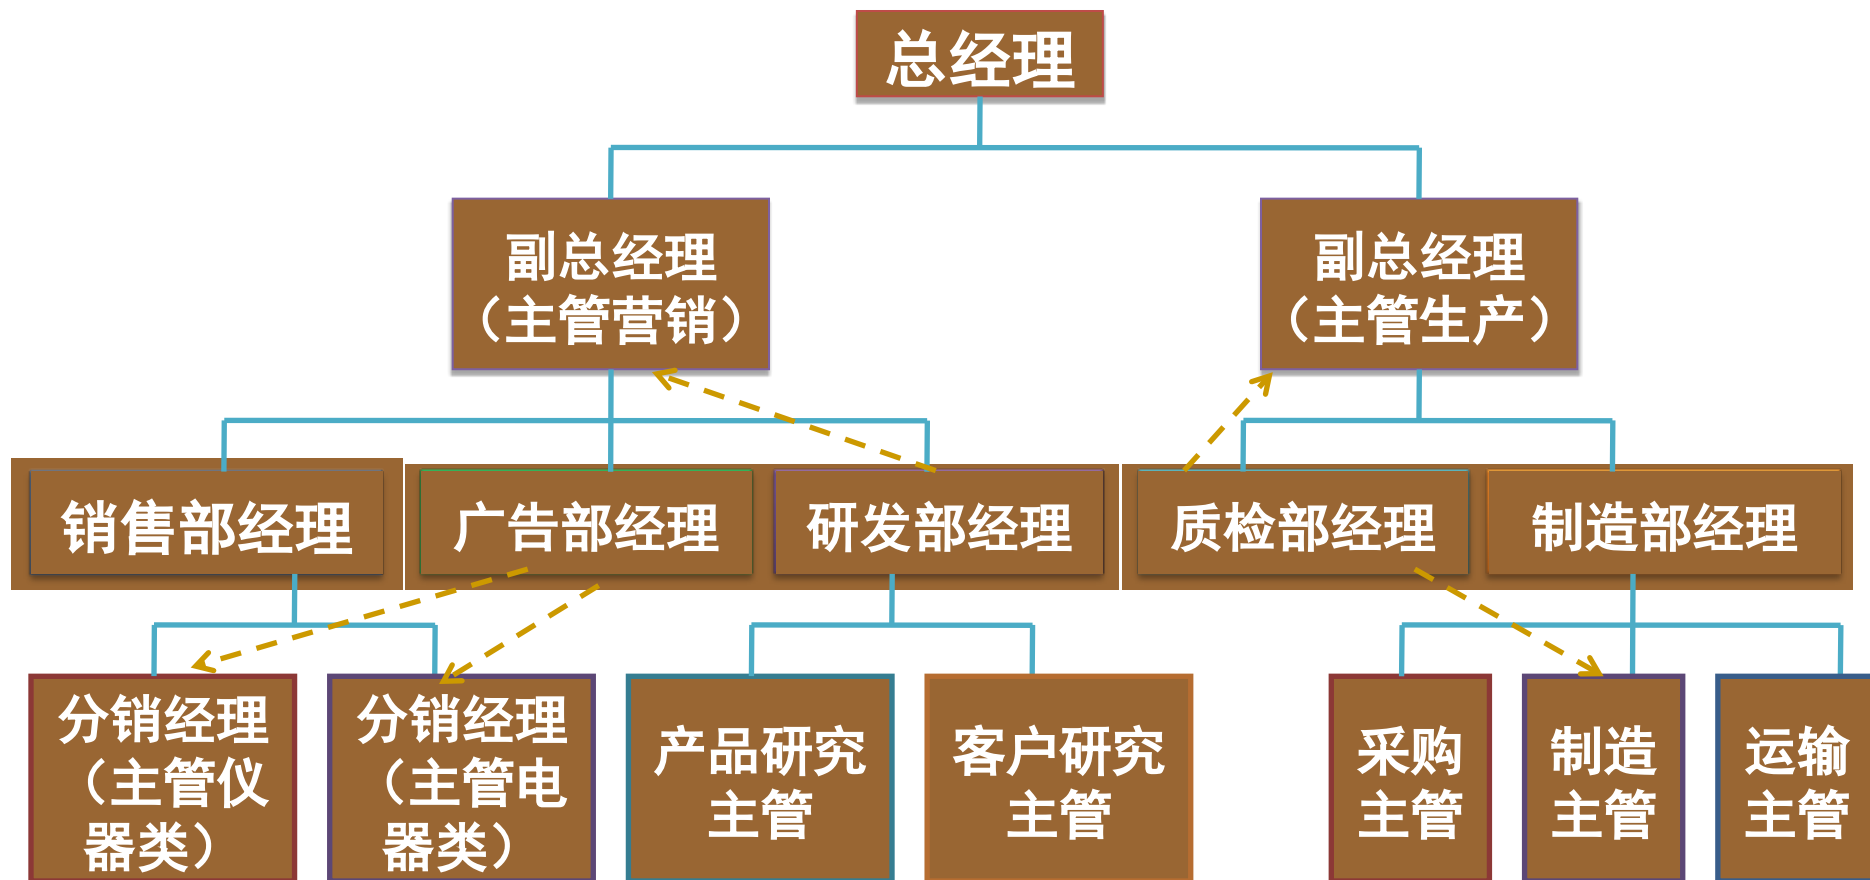 总经理
副总经理
（主管营销）
副总经理
（主管生产）
销售部经理
广告部经理
研发部经理
质检部经理
制造部经理
分销经理
（主管仪
器类）
分销经理
（主管电
器类）
产品研究
主管
客户研究
主管
采购
主管
制造
主管
运输
主管